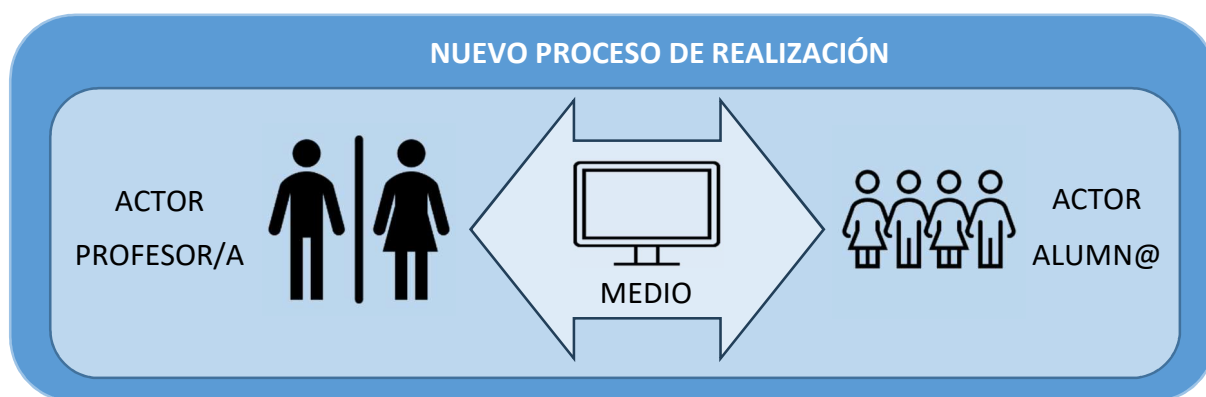 NUEVO PROCESO DE REALIZACIÓN
ACTOR
PROFESOR/A
MEDIO
ACTOR
ALUMN@